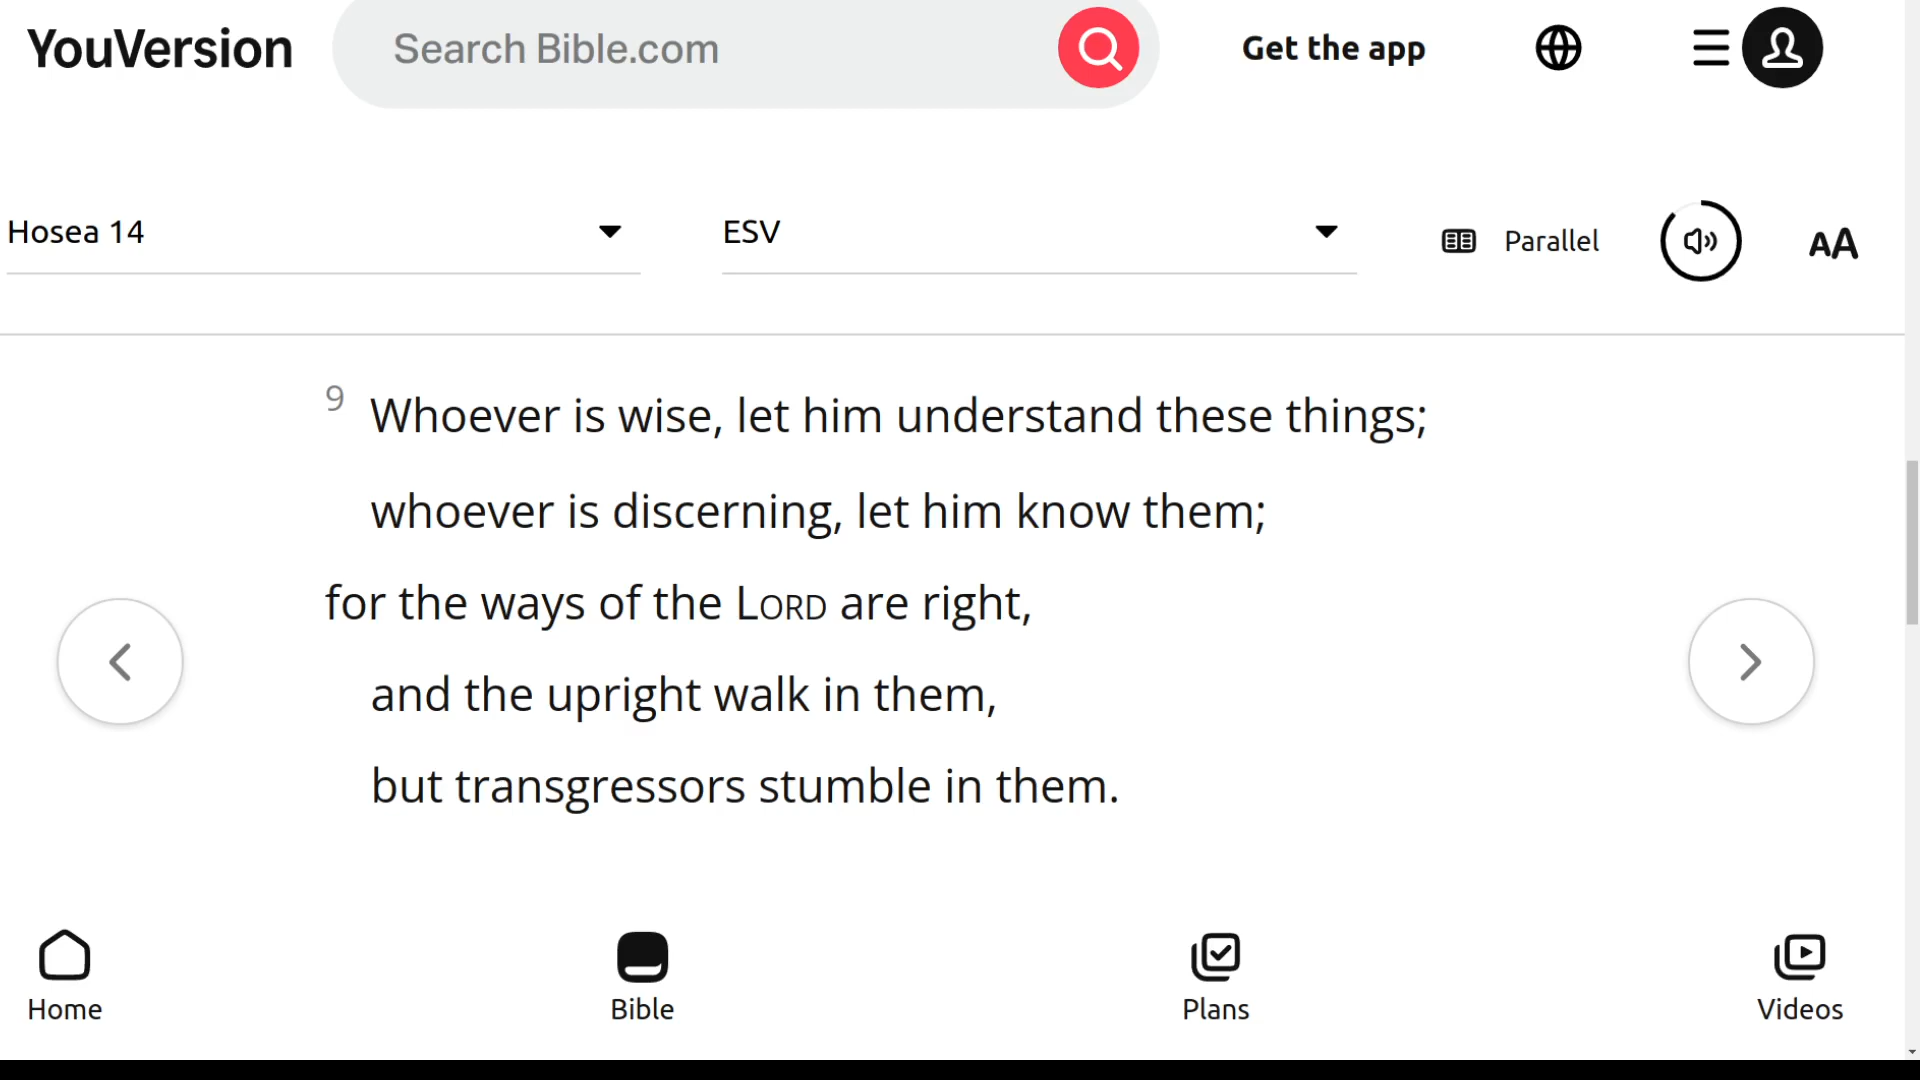 YouVersion
Search Bible.com
Get the app
Hosea 14
ESV
Parallel
AA
9 Whoever is wise, let him understand these things;
whoever is discerning, let him know them;
for the ways of the LORD are right,
and the upright walk in them,
but transgressors stumble in them.
Home
Bible
Plans
Videos